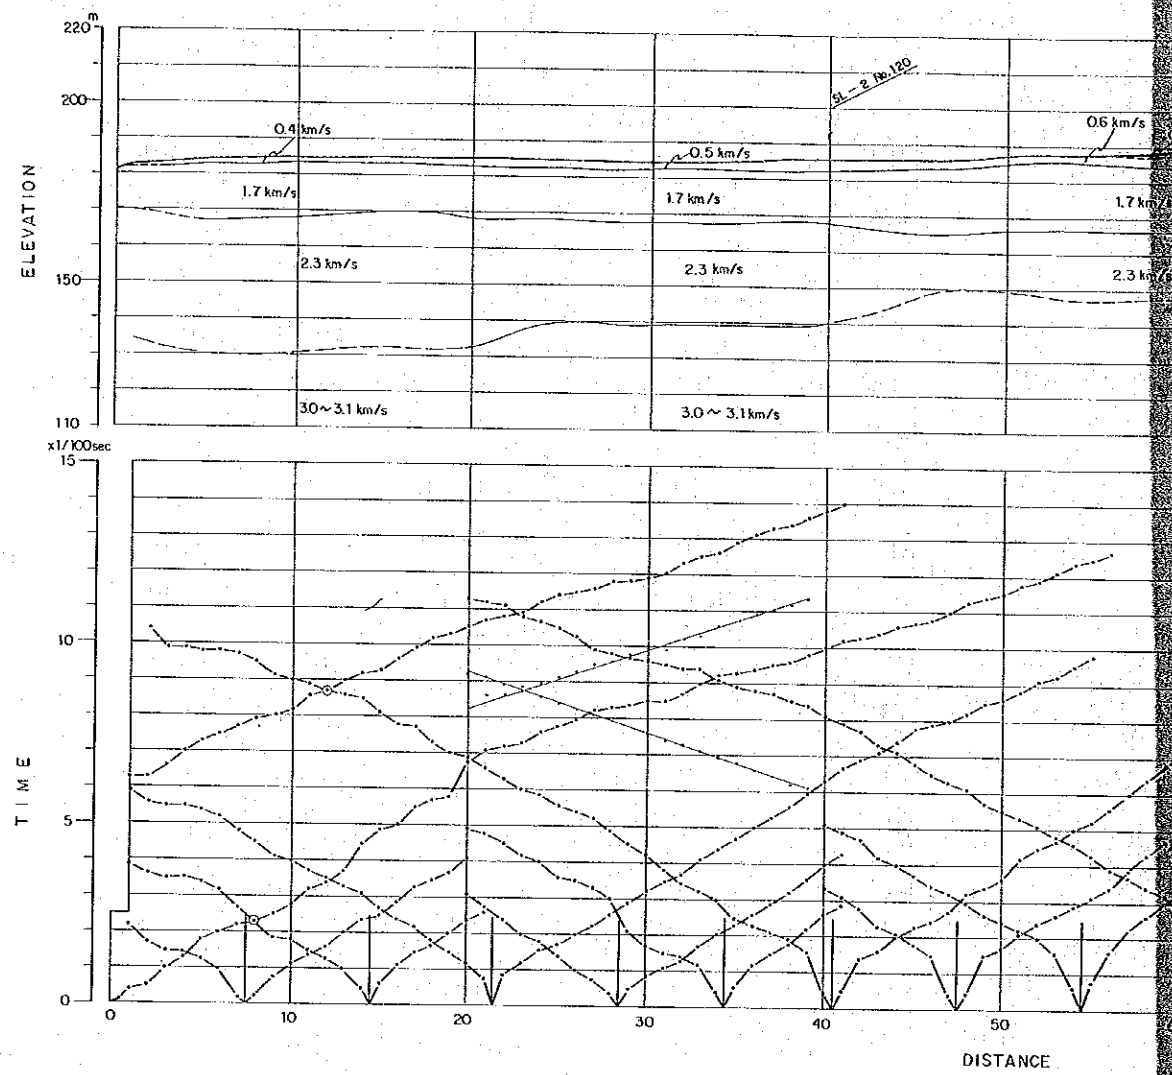 m
220
SL-2 No.120
200
0.4 km/s
0.5 km/s
0.6 km/s
ELEVATION
1.7 km/s
1.7 km/s
1.7 km/s
2.3 km/s
2.3 km/s
2.3 km/s
150
3.0~3.1 km/s
3.0~3.1 km/s
110
x1/100sec
15
10
TIME
5
0
0
10
20
30
40
50
DISTANCE